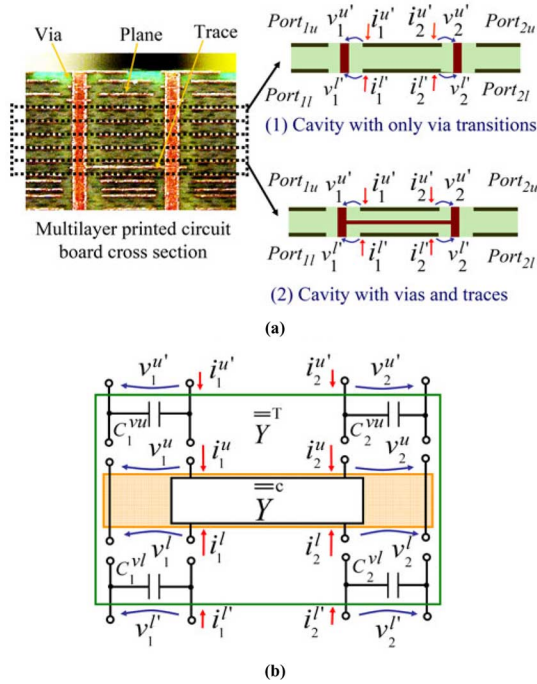 Via Plane Trace
Multilayer printed circuit
board cross section
Port1u v1u' i1u' i2u' v2u' Port2u
Port1l v1l' i1l' i2l' v2l' Port2l
(1) Cavity with only via transitions
Port1u v1u' i1u' i2u' v2u' Port2u
Port1l v1l' i1l' i2l' v2l' Port2l
(2) Cavity with vias and traces
(a)
v1u' i1u' i2u' v2u'
C1vu Y T C2vu
v1u i1u i2u v2u
Y c
v1l i1l i2l v2l
C1vl C2vl
v1l' i1l' i2l' v2l'
(b)